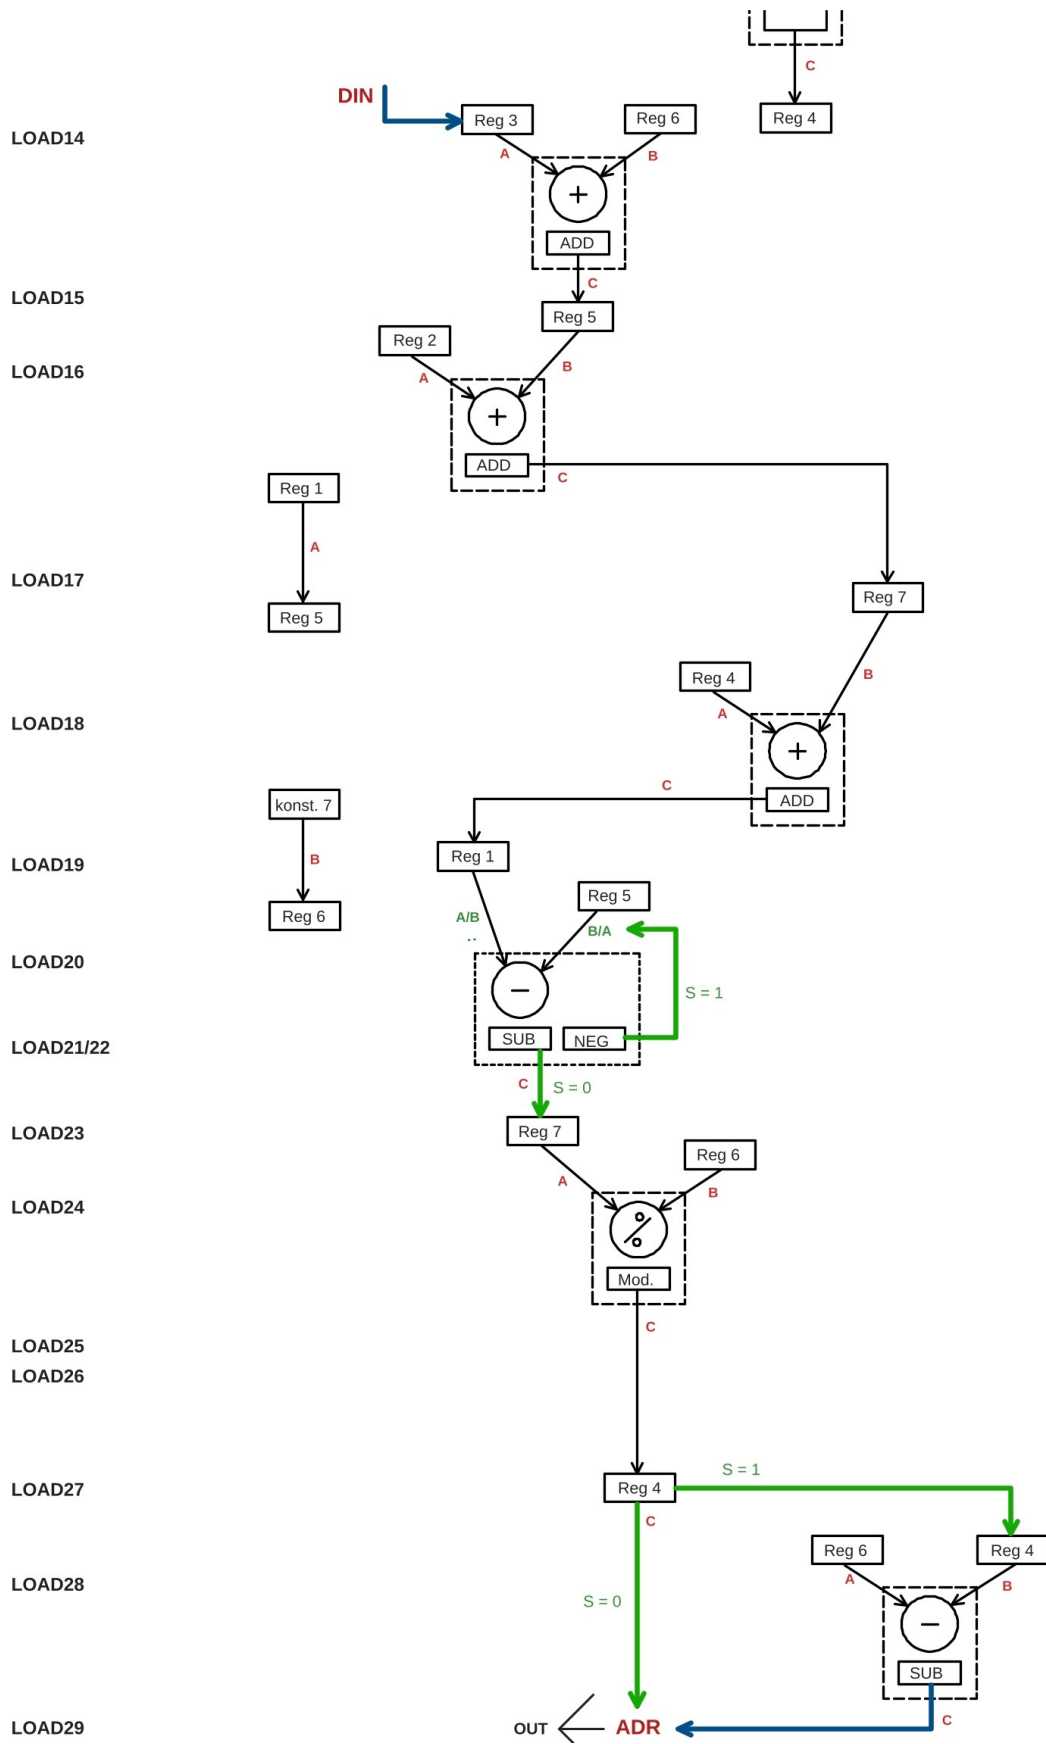 C
Reg 4
DIN
Reg 3
Reg 6
LOAD14
A
B
+
ADD
C
LOAD15
Reg 5
Reg 2
B
LOAD16
A
+
ADD
C
Reg 1
A
LOAD17
Reg 7
Reg 5
B
Reg 4
A
LOAD18
+
C
ADD
konst. 7
Reg 1
B
LOAD19
Reg 5
Reg 6
A/B
B/A
LOAD20
−
S = 1
SUB
NEG
LOAD21/22
C
S = 0
Reg 7
LOAD23
Reg 6
A
B
LOAD24
%
Mod.
C
LOAD25
LOAD26
S = 1
Reg 4
LOAD27
C
Reg 6
Reg 4
A
B
LOAD28
S = 0
−
SUB
C
LOAD29
OUT
ADR